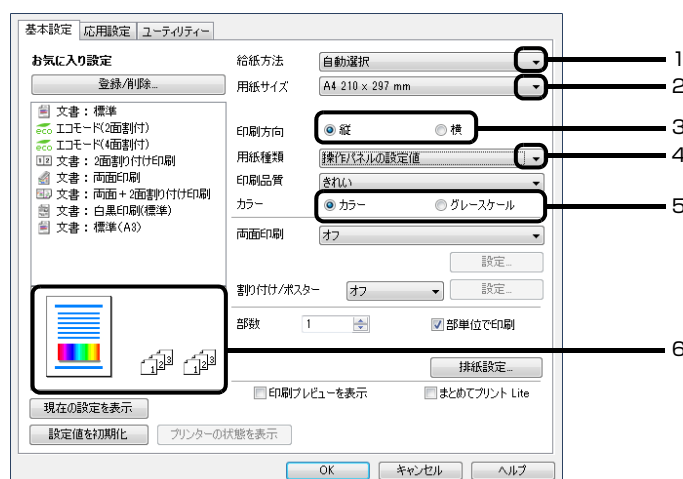 基本設定 応用設定 ユーティリティー
お気に入り設定
登録/削除...
文書：標準
eco エコモード(2面割付)
eco エコモード(4面割付)
12 文書：2面割り付け印刷
文書：両面印刷
文書：両面＋2面割り付け印刷
文書：白黒印刷(標準)
文書：標準(A3)
123 123
現在の設定を表示
設定値を初期化 プリンターの状態を表示
給紙方法 自動選択 1
用紙サイズ A4 210 x 297 mm 2
印刷方向 縦 横 3
用紙種類 操作パネルの設定値 4
印刷品質 きれい
カラー カラー グレースケール 5
両面印刷 オフ
設定...
割り付け/ポスター オフ 設定...
部数 1 部単位で印刷
6
排紙設定...
印刷プレビューを表示 まとめてプリント Lite
OK キャンセル ヘルプ